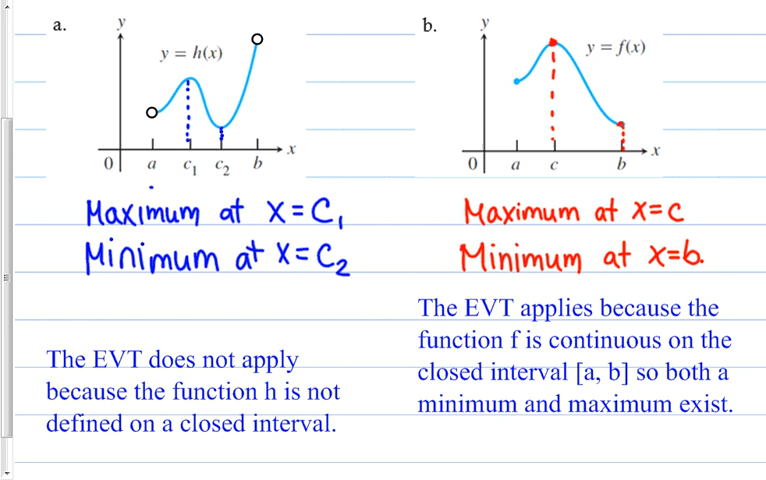 a.
y
y = h(x)
0 a c₁ c₂ b x
Maximum at x=C₁
Minimum at x=C₂
The EVT does not apply
because the function h is not
defined on a closed interval.
b.
y
y = f(x)
0 a c b x
Maximum at x=c
Minimum at x=b.
The EVT applies because the
function f is continuous on the
closed interval [a, b] so both a
minimum and maximum exist.